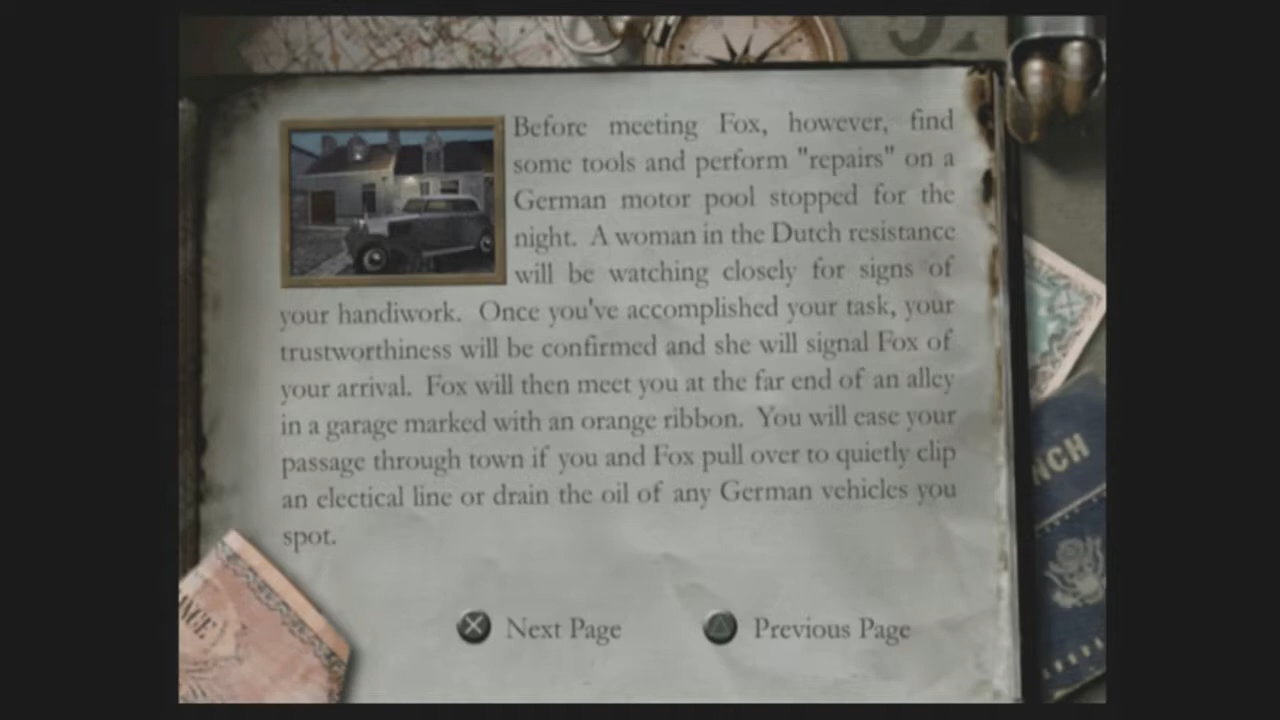 Before meeting Fox, however, find
some tools and perform "repairs" on a
German motor pool stopped for the
night. A woman in the Dutch resistance
will be watching closely for signs of
your handiwork. Once you've accomplished your task, your
trustworthiness will be confirmed and she will signal Fox of
your arrival. Fox will then meet you at the far end of an alley
in a garage marked with an orange ribbon. You will ease your
passage through town if you and Fox pull over to quietly clip
an electical line or drain the oil of any German vehicles you
spot.
Next Page
Previous Page